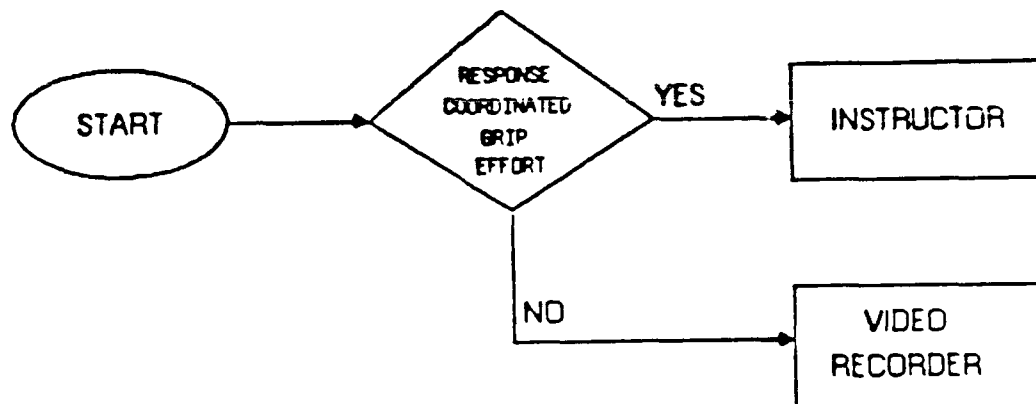 START
RESPONSE
COORDINATED
GRIP
EFFORT
YES
INSTRUCTOR
NO
VIDEO
RECORDER